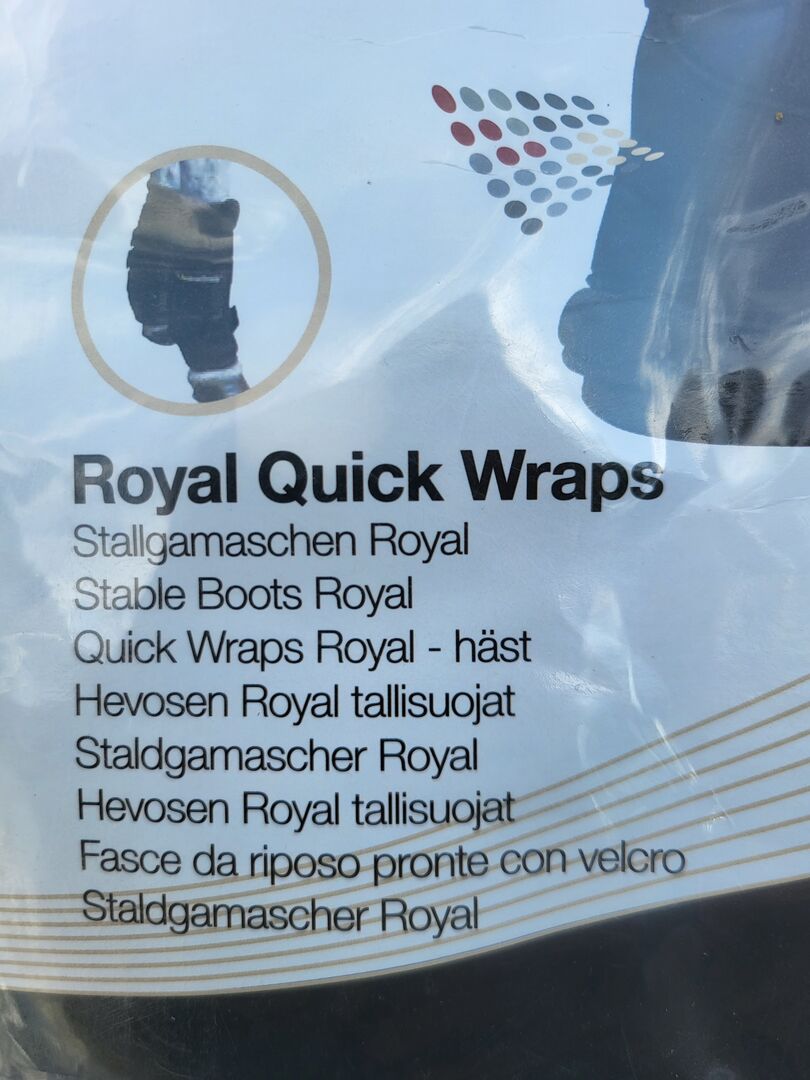 Royal Quick Wraps
Stallgamaschen Royal
Stable Boots Royal
Quick Wraps Royal - häst
Hevosen Royal tallisuojat
Staldgamascher Royal
Hevosen Royal tallisuojat
Fasce da riposo pronte con velcro
Staldgamascher Royal